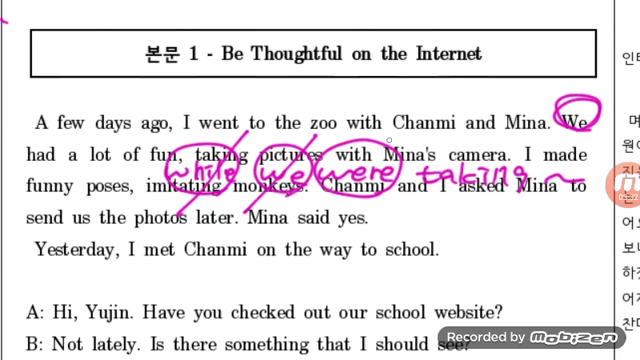 본문 1 - Be Thoughtful on the Internet
A few days ago, I went to the zoo with Chanmi and Mina. We
had a lot of fun, taking pictures with Mina's camera. I made
while we were taking ~
funny poses, imitating monkeys. Chanmi and I asked Mina to
send us the photos later. Mina said yes.
Yesterday, I met Chanmi on the way to school.
A: Hi, Yujin. Have you checked out our school website?
B: Not lately. Is there something that I should see?
Recorded by MOBIZEN